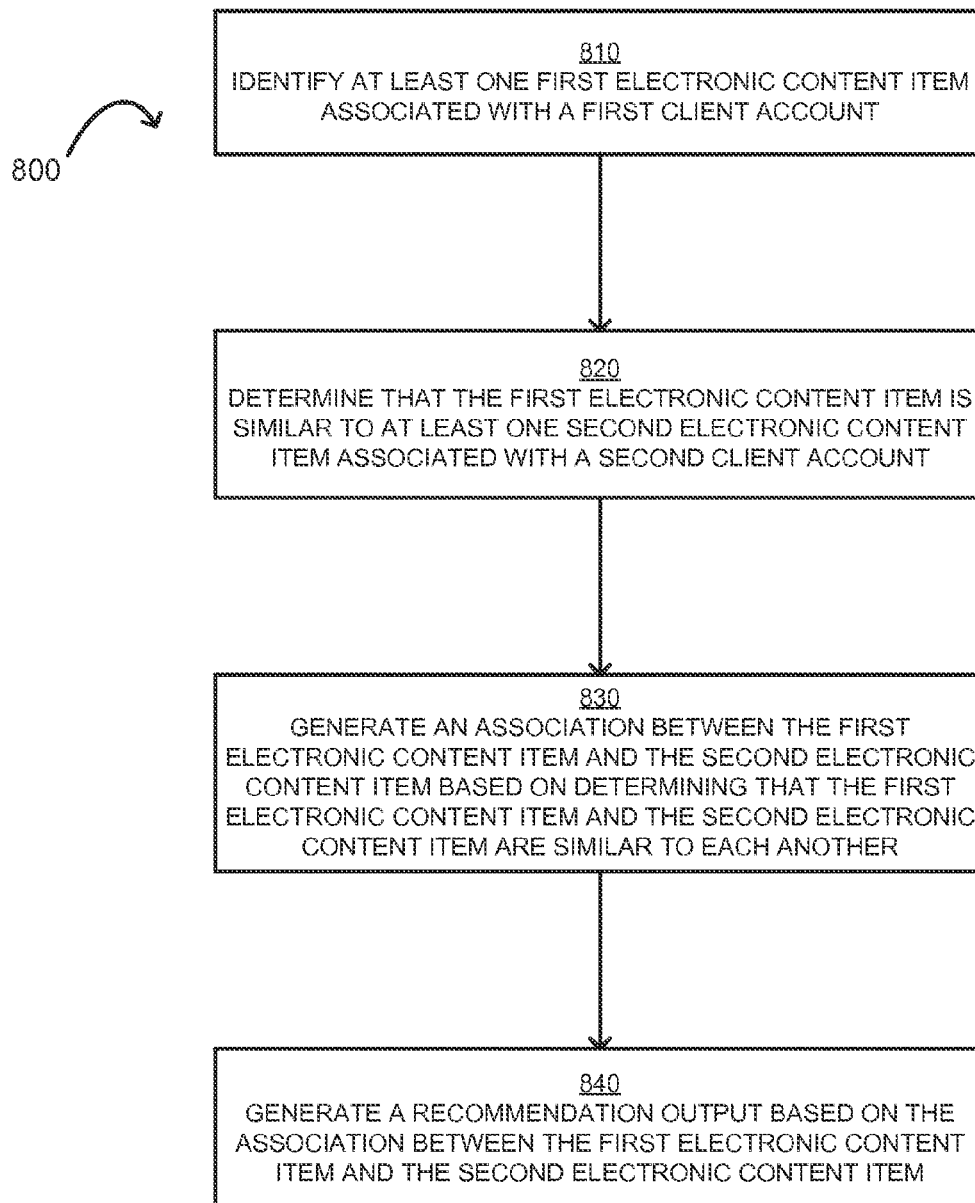 810
IDENTIFY AT LEAST ONE FIRST ELECTRONIC CONTENT ITEM
ASSOCIATED WITH A FIRST CLIENT ACCOUNT
800
820
DETERMINE THAT THE FIRST ELECTRONIC CONTENT ITEM IS
SIMILAR TO AT LEAST ONE SECOND ELECTRONIC CONTENT
ITEM ASSOCIATED WITH A SECOND CLIENT ACCOUNT
830
GENERATE AN ASSOCIATION BETWEEN THE FIRST
ELECTRONIC CONTENT ITEM AND THE SECOND ELECTRONIC
CONTENT ITEM BASED ON DETERMINING THAT THE FIRST
ELECTRONIC CONTENT ITEM AND THE SECOND ELECTRONIC
CONTENT ITEM ARE SIMILAR TO EACH ANOTHER
840
GENERATE A RECOMMENDATION OUTPUT BASED ON THE
ASSOCIATION BETWEEN THE FIRST ELECTRONIC CONTENT
ITEM AND THE SECOND ELECTRONIC CONTENT ITEM